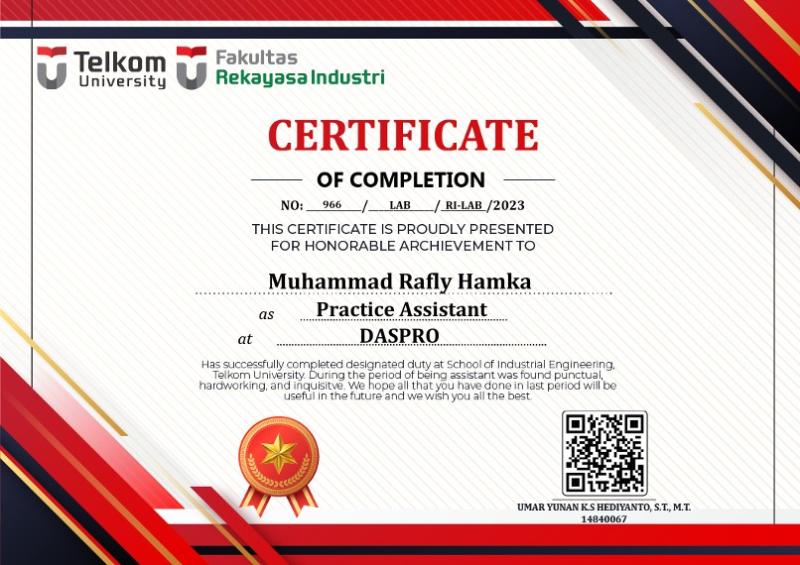 Telkom University
Fakultas Rekayasa Industri
CERTIFICATE
OF COMPLETION
NO: 966 / LAB / RI-LAB /2023
THIS CERTIFICATE IS PROUDLY PRESENTED
FOR HONORABLE ARCHIEVEMENT TO
Muhammad Rafly Hamka
as Practice Assistant
at DASPRO
Has successfully completed designated duty at School of Industrial Engineering,
Telkom University. During the period of being assistant was found punctual,
hardworking, and inquisitve. We hope all that you have done in last period will be
useful in the future and we wish you all the best.
UMAR YUNAN K.S HEDIYANTO, S.T., M.T.
14840067